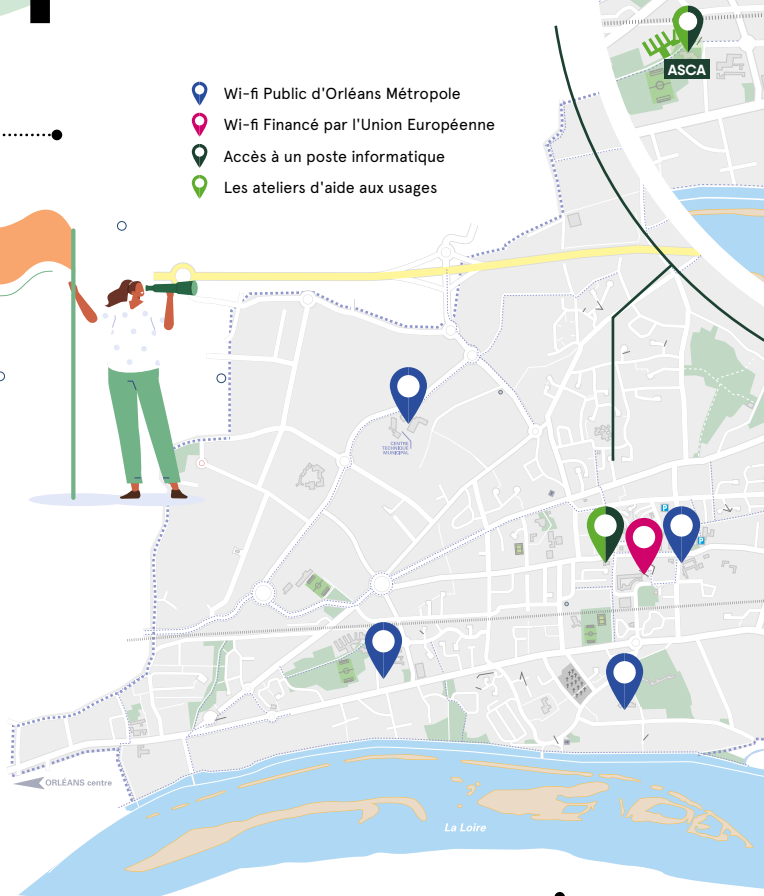 ASCA
Wi-fi Public d'Orléans Métropole
Wi-fi Financé par l'Union Européenne
Accès à un poste informatique
Les ateliers d'aide aux usages
CENTRE
TECHNIQUE
MUNICIPAL
P
P
ORLÉANS centre
La Loire